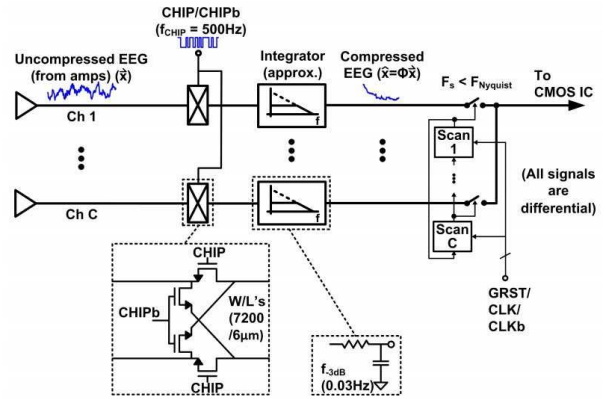 CHIP/CHIPb
(fCHIP = 500Hz)
Uncompressed EEG
(from amps) (x⃗)
Integrator
(approx.)
Compressed
EEG (x̂=Φx⃗)
Fs < FNyquist
To
CMOS IC
Ch 1
f
Scan
1
(All signals
are
differential)
Ch C
f
Scan
C
CHIP
W/L's
(7200
/6μm)
CHIPb
CHIP
f-3dB
(0.03Hz)
GRST/
CLK/
CLKb